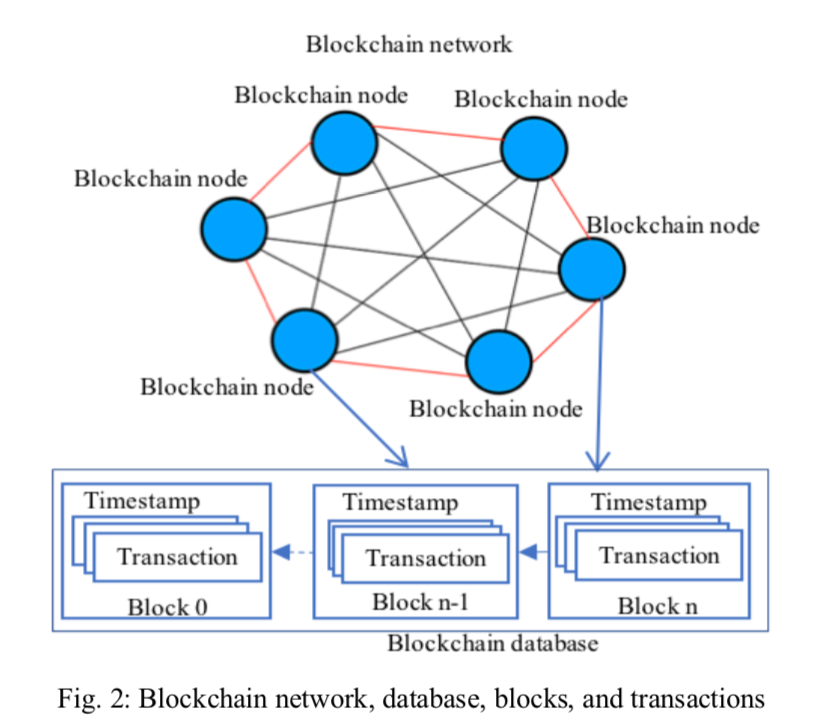 Blockchain network
Blockchain node
Blockchain node
Blockchain node
Blockchain node
Blockchain node
Blockchain node
Timestamp
Transaction
Block 0
Timestamp
Transaction
Block n-1
Timestamp
Transaction
Block n
Blockchain database
Fig. 2: Blockchain network, database, blocks, and transactions